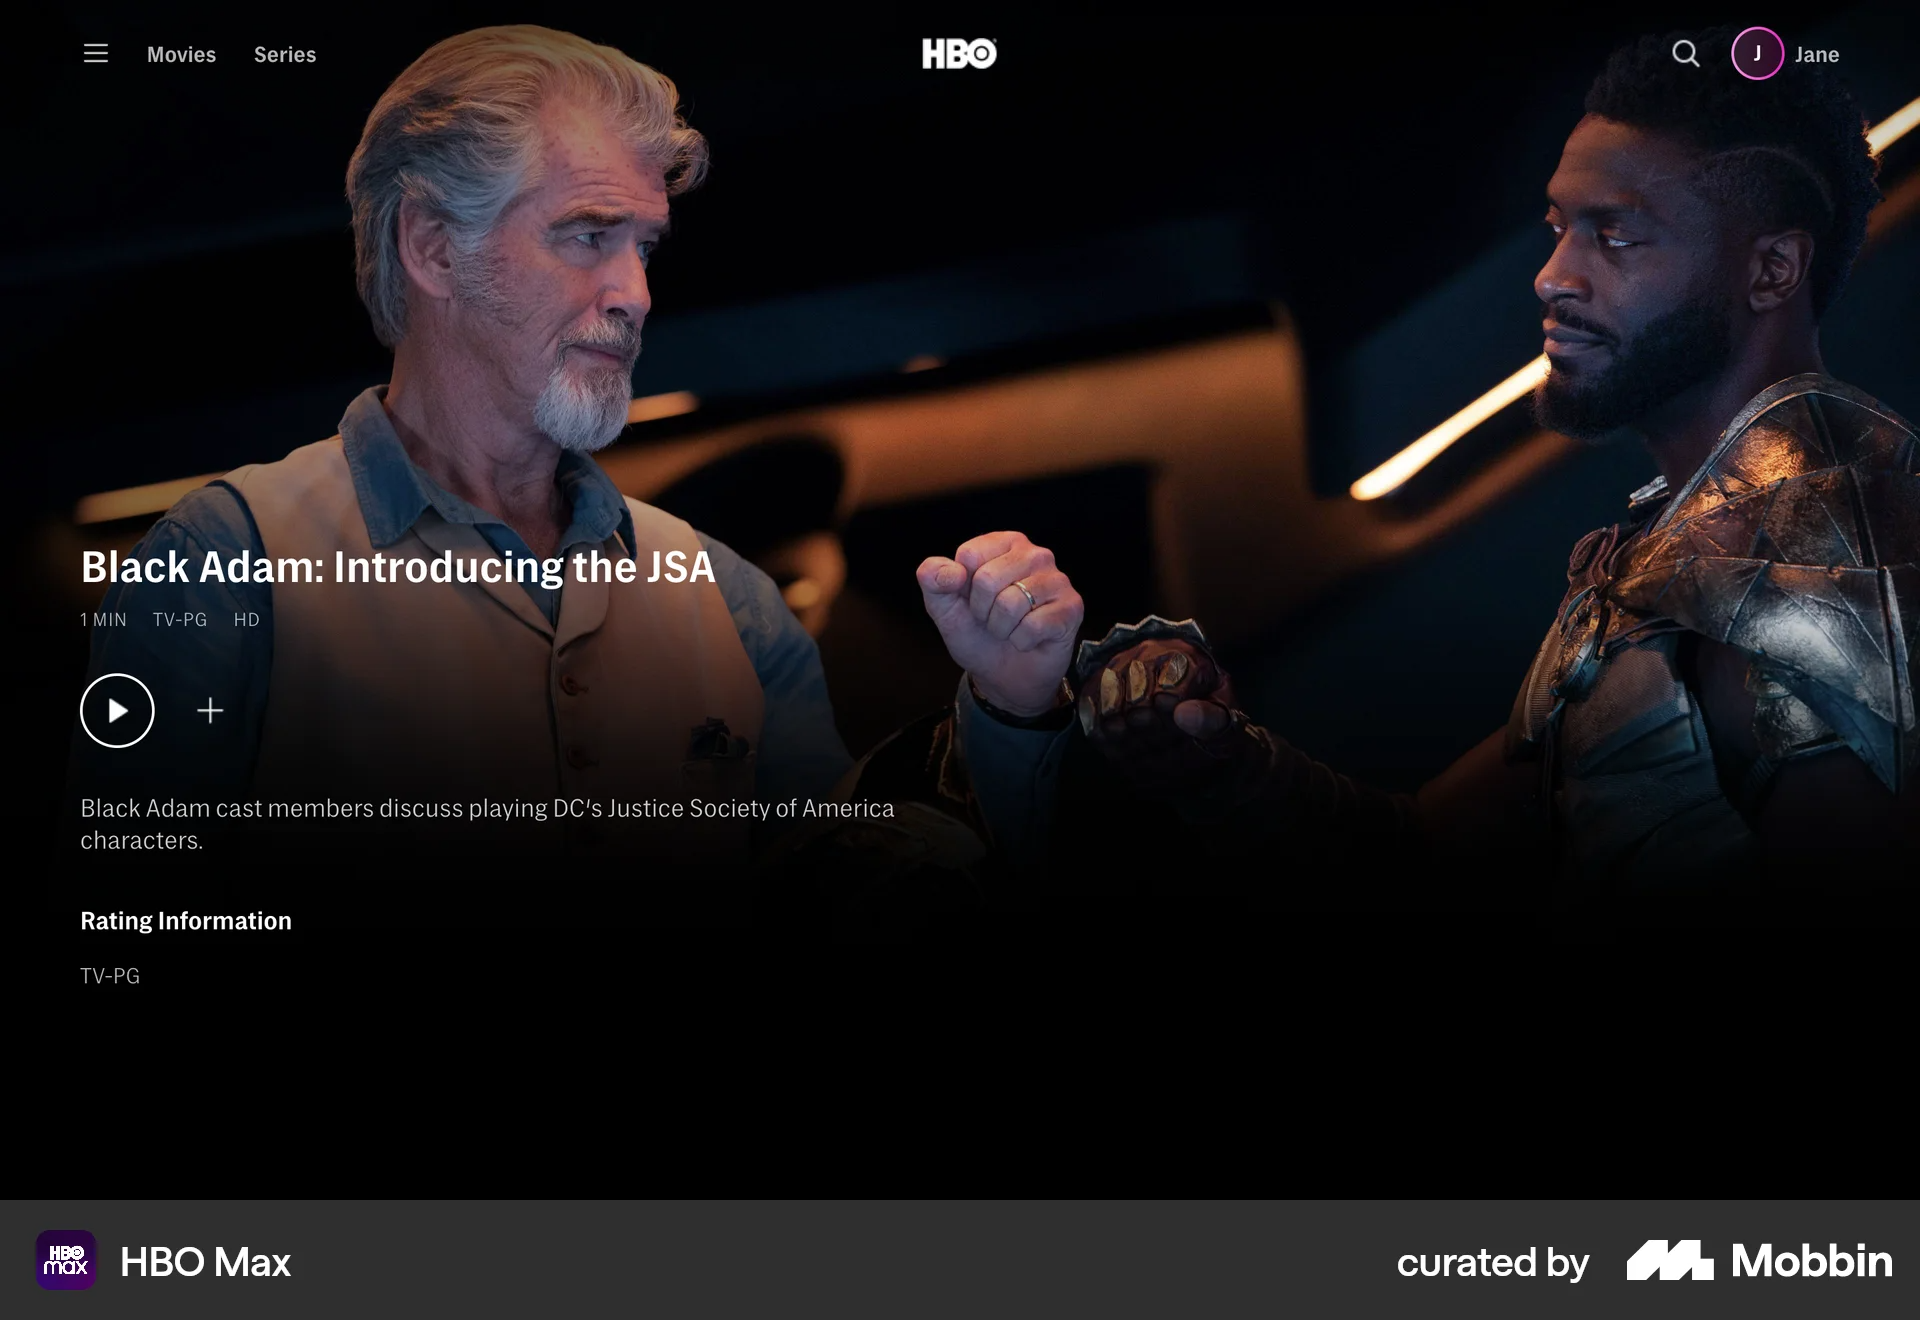 Movies Series HBO J Jane
Black Adam: Introducing the JSA
1 MIN TV-PG HD
Black Adam cast members discuss playing DC's Justice Society of America
characters.
Rating Information
TV-PG
HBO max HBO Max curated by Mobbin